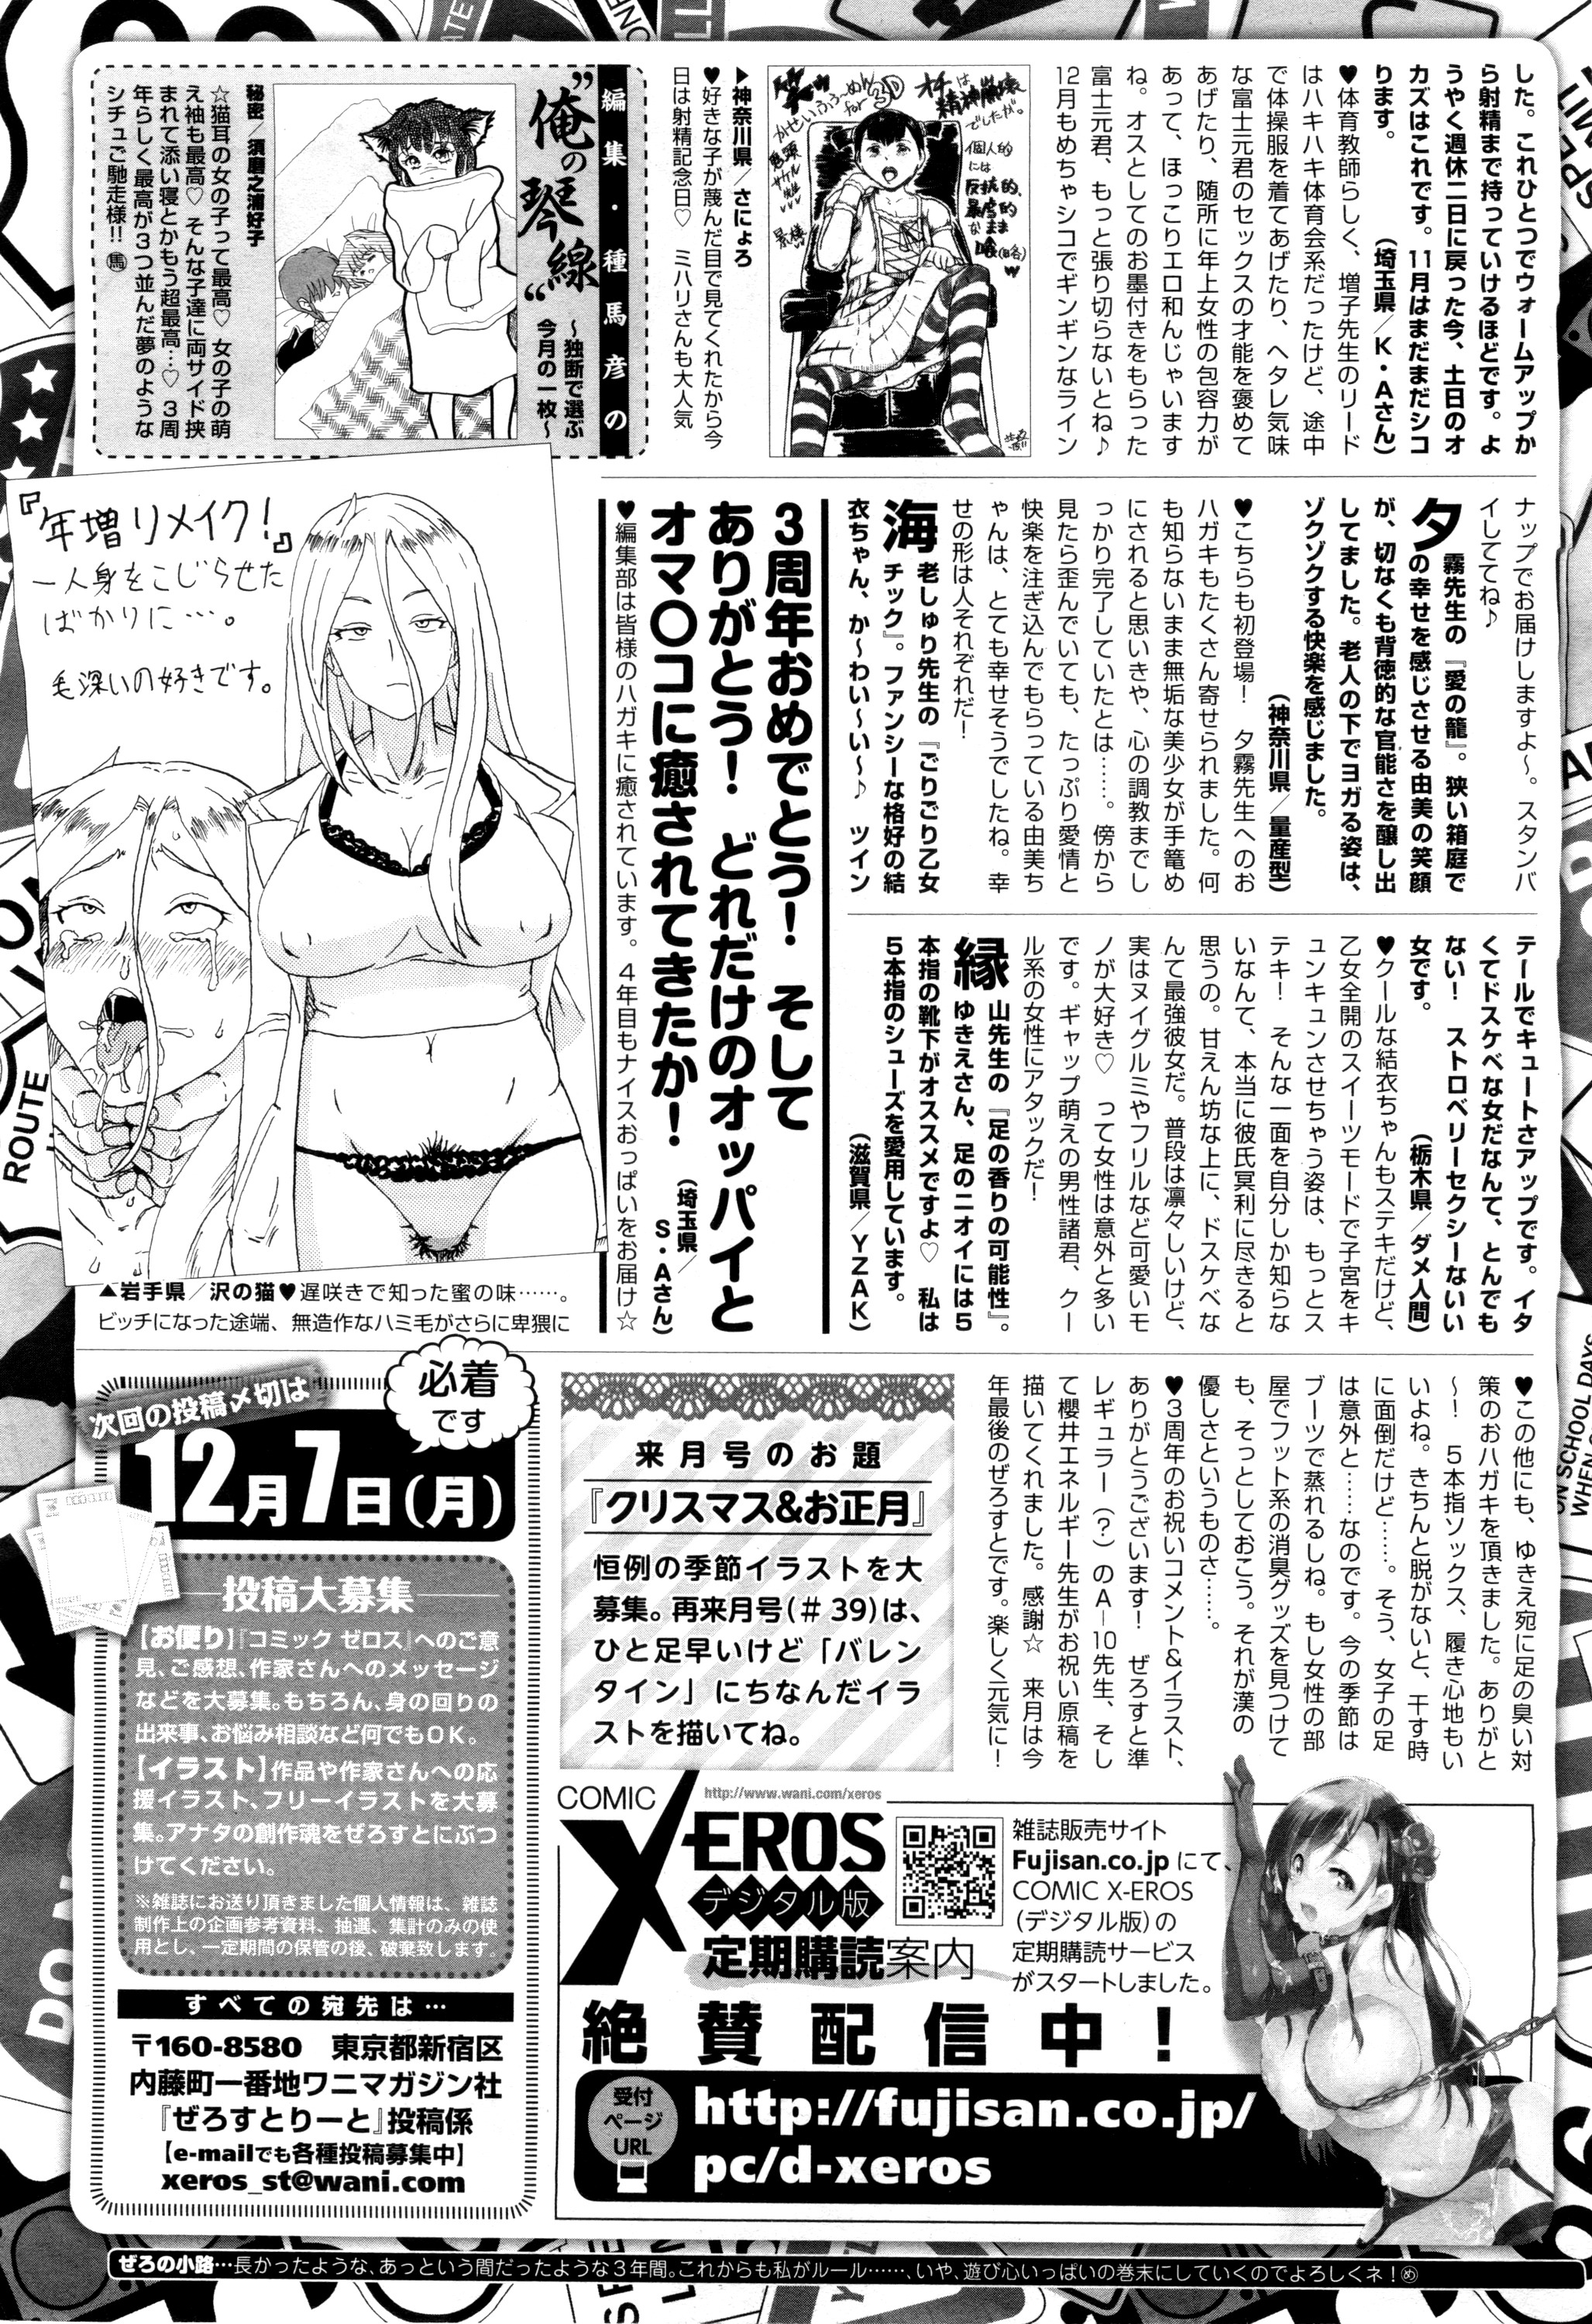 した。これひとつでウォームアップか
ら射精まで持っていけるほどです。よ
うやく週休二日に戻った今、土日のオ
カズはこれです。11月はまだまだシコ
ります。 (埼玉県/K・Aさん)
♥体育教師らしく、増子先生のリード
はハキハキ体育会系だったけど、途中
で体操服を着てあげたり、ヘタレ気味
な富士元君のセックスの才能を褒めて
あげたり、随所に年上女性の包容力が
あって、ほっこりエロ和んじゃいます
ね。オスとしてのお墨付きをもらった
富士元君、もっと張り切らないとね♪
12月もめちゃシコでギンギンなライン
ナップでお届けしますよ〜。スタンバ
イしててね♪
▶神奈川県/さにょろ
♥好きな子が蔑んだ目で見てくれたから今
日は射精記念日♡ ミハリさんも大人気
編集・種馬彦の
"俺の琴線"
〜独断で選ぶ
今月の一枚〜
秘密/須磨之浦好子
☆猫耳の女の子って最高♡ 女の子の萌
え袖も最高♡ そんな子達に両サイド挟
まれて添い寝とかもう超最高…♡ 3周
年らしく最高が3つ並んだ夢のような
シチュご馳走様!! ㊐
夕霧先生の『愛の籠』。狭い箱庭で
の幸せを感じさせる由美の笑顔
が、切なくも背徳的な官能さを醸し出
してました。老人の下でヨガる姿は、
ゾクゾクする快楽を感じました。
(神奈川県/量産型)
♥こちらも初登場! 夕霧先生へのお
ハガキもたくさん寄せられました。何
も知らないまま無垢な美少女が手篭め
にされると思いきや、心の調教までし
っかり完了していたとは……。傍から
見たら歪んでいても、たっぷり愛情と
快楽を注ぎ込んでもらっている由美ち
ゃんは、とても幸せそうでしたね。幸
せの形は人それぞれだ!
海老しゅり先生の『ごりごり乙女
チック』。ファンシーな格好の結
衣ちゃん、か〜わい〜い〜♪ ツイン
テールでキュートさアップです。イタ
くてドスケベな女だなんて、とんでも
ない! ストロベリーセクシーないい
女です。 (栃木県/ダメ人間)
♥クールな結衣ちゃんもステキだけど、
乙女全開のスイーツモードで子宮をキ
ュンキュンさせちゃう姿は、もっとス
テキ! そんな一面を自分しか知らな
いなんて、本当に彼氏冥利に尽きると
思うの。甘えん坊な上に、ドスケベな
んて最強彼女だ。普段は凛々しいけど、
実はヌイグルミやフリルなど可愛いモ
ノが大好き♡ って女性は意外と多い
です。ギャップ萌えの男性諸君、クー
ル系の女性にアタックだ!
縁山先生の『足の香りの可能性』。
ゆきえさん、足のニオイには5
本指の靴下がオススメですよ♡ 私は
5本指のシューズを愛用しています。
(滋賀県/YZAK)
3周年おめでとう! そして
ありがとう! どれだけのオッパイと
オマ〇コに癒されてきたか!
(埼玉県/
S・Aさん)
♥編集部は皆様のハガキに癒されています。4年目もナイスおっぱいをお届け☆
『年増リメイク!』
一人身をこじらせた
ばかりに…。
毛深いの好きです。
▲岩手県/沢の猫♥遅咲きで知った蜜の味……。
ビッチになった途端、無造作なハミ毛がさらに卑猥に
♥この他にも、ゆきえ宛に足の臭い対
策のおハガキを頂きました。ありがと
〜! 5本指ソックス、履き心地もい
いよね。きちんと脱がないと、干す時
に面倒だけど……。そう、女子の足
は意外と……なのです。今の季節は
ブーツで蒸れるしね。もし女性の部
屋でフット系の消臭グッズを見つけて
も、そっとしておこう。それが漢の
優しさというものさ……。
♥3周年のお祝いコメント&イラスト、
ありがとうございます! ぜろすと準
レギュラー(?)のA-10先生、そし
て櫻井エネルギー先生がお祝い原稿を
描いてくれました。感謝☆ 来月は今
年最後のぜろすとです。楽しく元気に!
来月号のお題
『クリスマス&お正月』
恒例の季節イラストを大
募集。再来月号(#39)は、
ひと足早いけど「バレン
タイン」にちなんだイラ
ストを描いてね。
次回の投稿〆切は
必着
です
12月7日(月)
投稿大募集
【お便り】『コミック ゼロス』へのご意
見、ご感想、作家さんへのメッセージ
などを大募集。もちろん、身の回りの
出来事、お悩み相談など何でもOK。
【イラスト】作品や作家さんへの応
援イラスト、フリーイラストを大募
集。アナタの創作魂をぜろすとにぶつ
けてください。
※雑誌にお送り頂きました個人情報は、雑誌
制作上の企画参考資料、抽選、集計のみの使
用とし、一定期間の保管の後、破棄致します。
すべての宛先は…
〒160-8580 東京都新宿区
内藤町一番地ワニマガジン社
『ぜろすとりーと』投稿係
【e-mailでも各種投稿募集中】
xeros_st@wani.com
COMIC
http://www.wani.com/xeros
X-EROS
デジタル版
定期購読案内
雑誌販売サイト
Fujisan.co.jp にて、
COMIC X-EROS
(デジタル版)の
定期購読サービス
がスタートしました。
絶賛配信中!
受付
ページ
URL
http://fujisan.co.jp/
pc/d-xeros
ぜろの小路…長かったような、あっという間だったような3年間。これからも私がルール……、いや、遊び心いっぱいの巻末にしていくのでよろしくネ!㋱
ROUTE
ON SCHOOL DAYS
WHEN